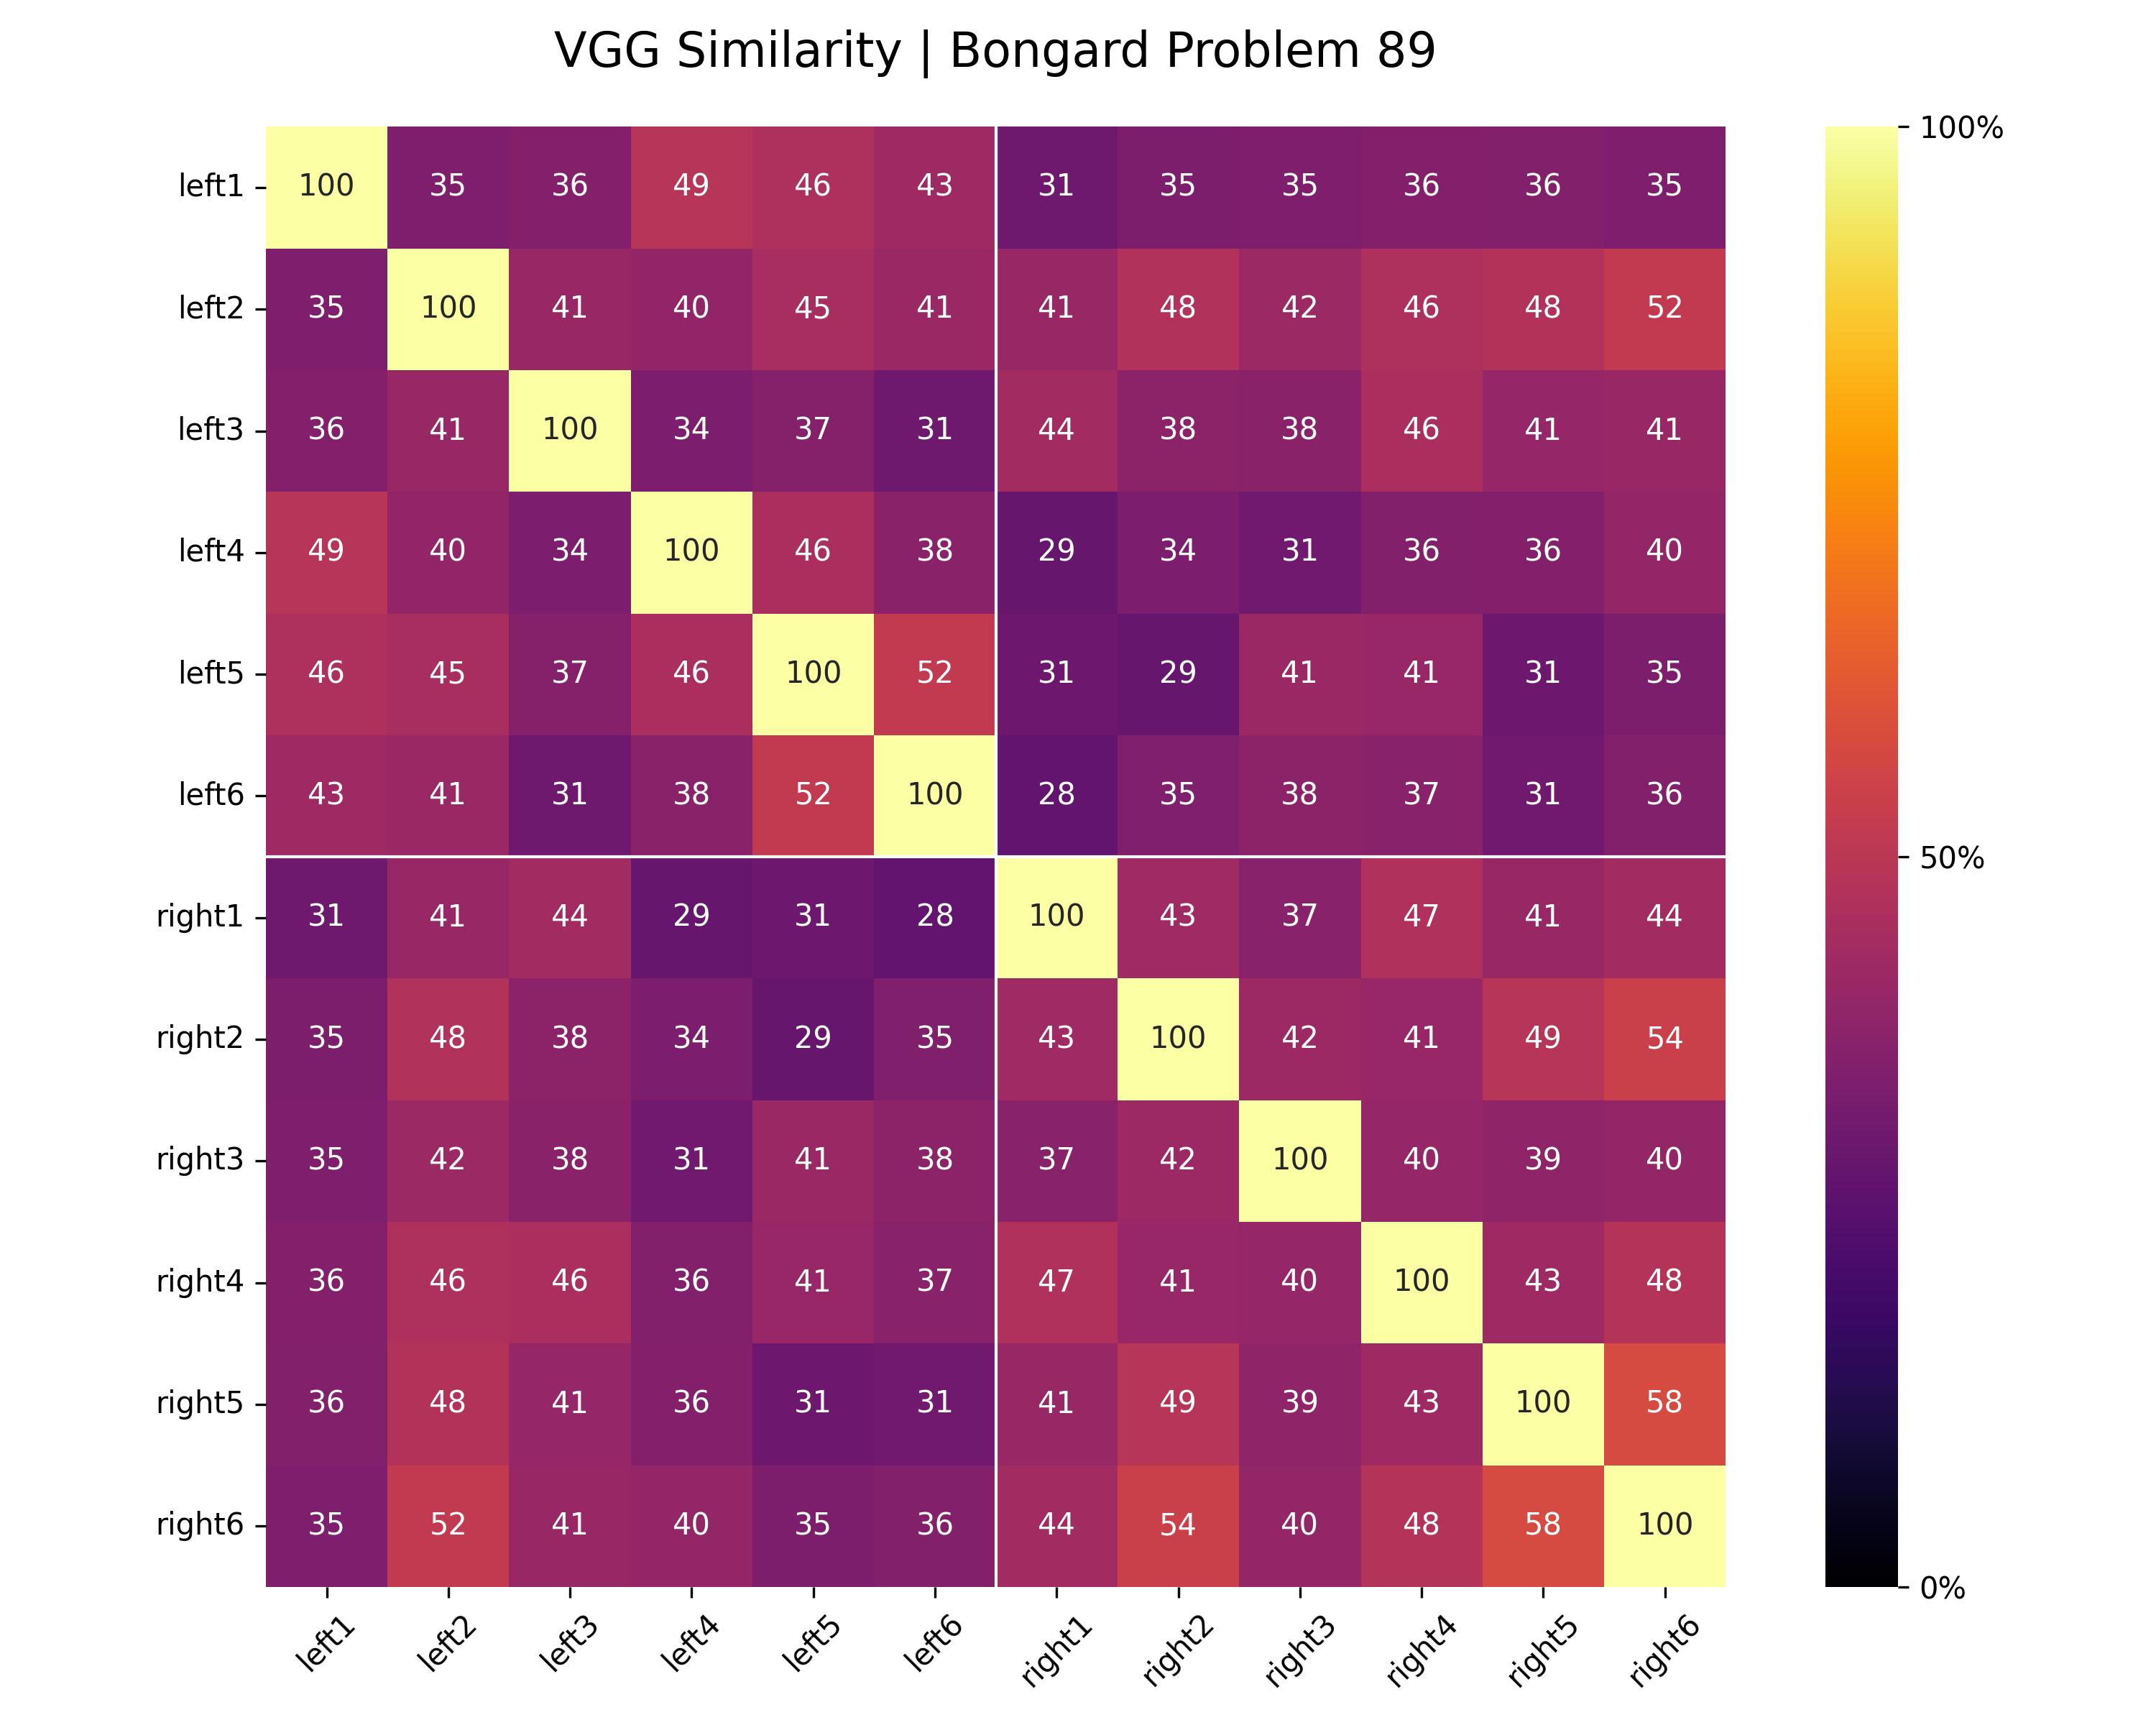 VGG Similarity | Bongard Problem 89
left1 100 35 36 49 46 43 31 35 35 36 36 35
left2 35 100 41 40 45 41 41 48 42 46 48 52
left3 36 41 100 34 37 31 44 38 38 46 41 41
left4 49 40 34 100 46 38 29 34 31 36 36 40
left5 46 45 37 46 100 52 31 29 41 41 31 35
left6 43 41 31 38 52 100 28 35 38 37 31 36
right1 31 41 44 29 31 28 100 43 37 47 41 44
right2 35 48 38 34 29 35 43 100 42 41 49 54
right3 35 42 38 31 41 38 37 42 100 40 39 40
right4 36 46 46 36 41 37 47 41 40 100 43 48
right5 36 48 41 36 31 31 41 49 39 43 100 58
right6 35 52 41 40 35 36 44 54 40 48 58 100
left1 left2 left3 left4 left5 left6 right1 right2 right3 right4 right5 right6
100%
50%
0%